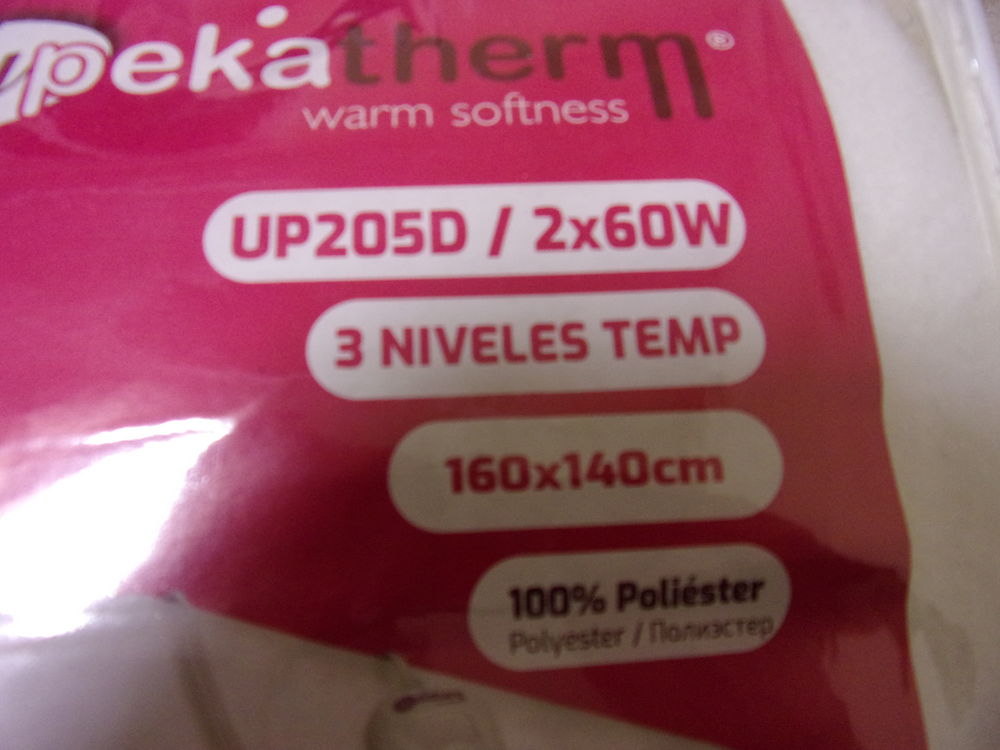 pekatherm®
warm softness
UP205D / 2x60W
3 NIVELES TEMP
160x140cm
100% Poliéster
Polyester / Полиэстер